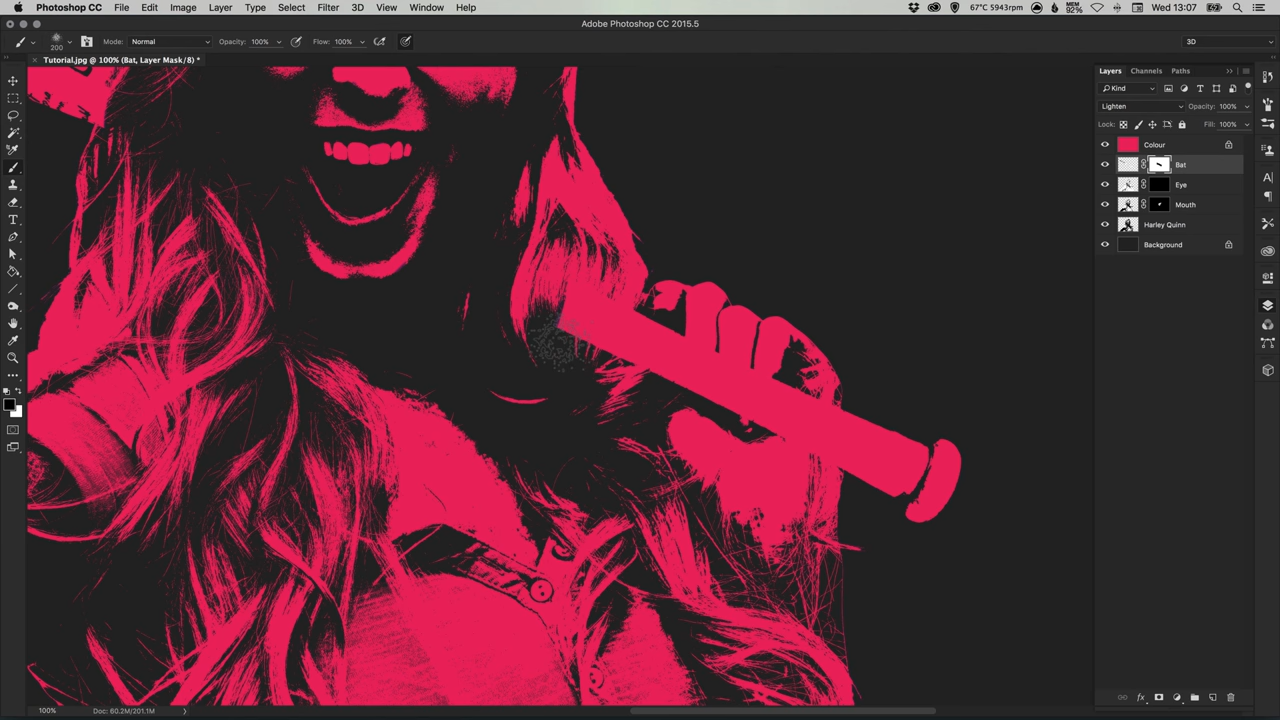 Photoshop CC File Edit Image Layer Type Select Filter 3D View Window Help 67°C 5943rpm MEM 92% Wed 13:07
Adobe Photoshop CC 2015.5
200 Mode: Normal Opacity: 100% Flow: 100% 3D
Tutorial.jpg @ 100% (Bat, Layer Mask/8) *
Layers Channels Paths
Kind
Lighten Opacity: 100%
Lock: Fill: 100%
Colour
Bat
Eye
Mouth
Harley Quinn
Background
100% Doc: 60.2M/201.1M